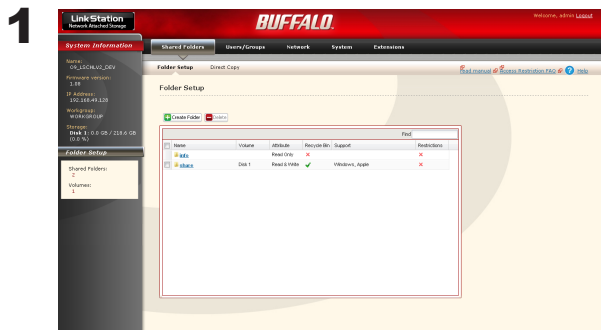 1
LinkStation
Network Attached Storage
BUFFALO
Welcome, admin Logout
System Information
Shared Folders Users/Groups Network System Extensions
Name:
09_LSCHLV2_DEV
Folder Setup Direct Copy
Read manual Access Restriction FAQ Help
Firmware version:
1.08
IP Address:
192.168.49.128
Workgroup:
WORKGROUP
Storage:
Disk 1: 0.0 GB / 218.6 GB
(0.0 %)
Folder Setup
Shared Folders:
2
Volumes:
1
Folder Setup
Create Folder Delete
Find
Name Volume Attribute Recycle Bin Support Restrictions
info Read Only
share Disk 1 Read & Write Windows, Apple